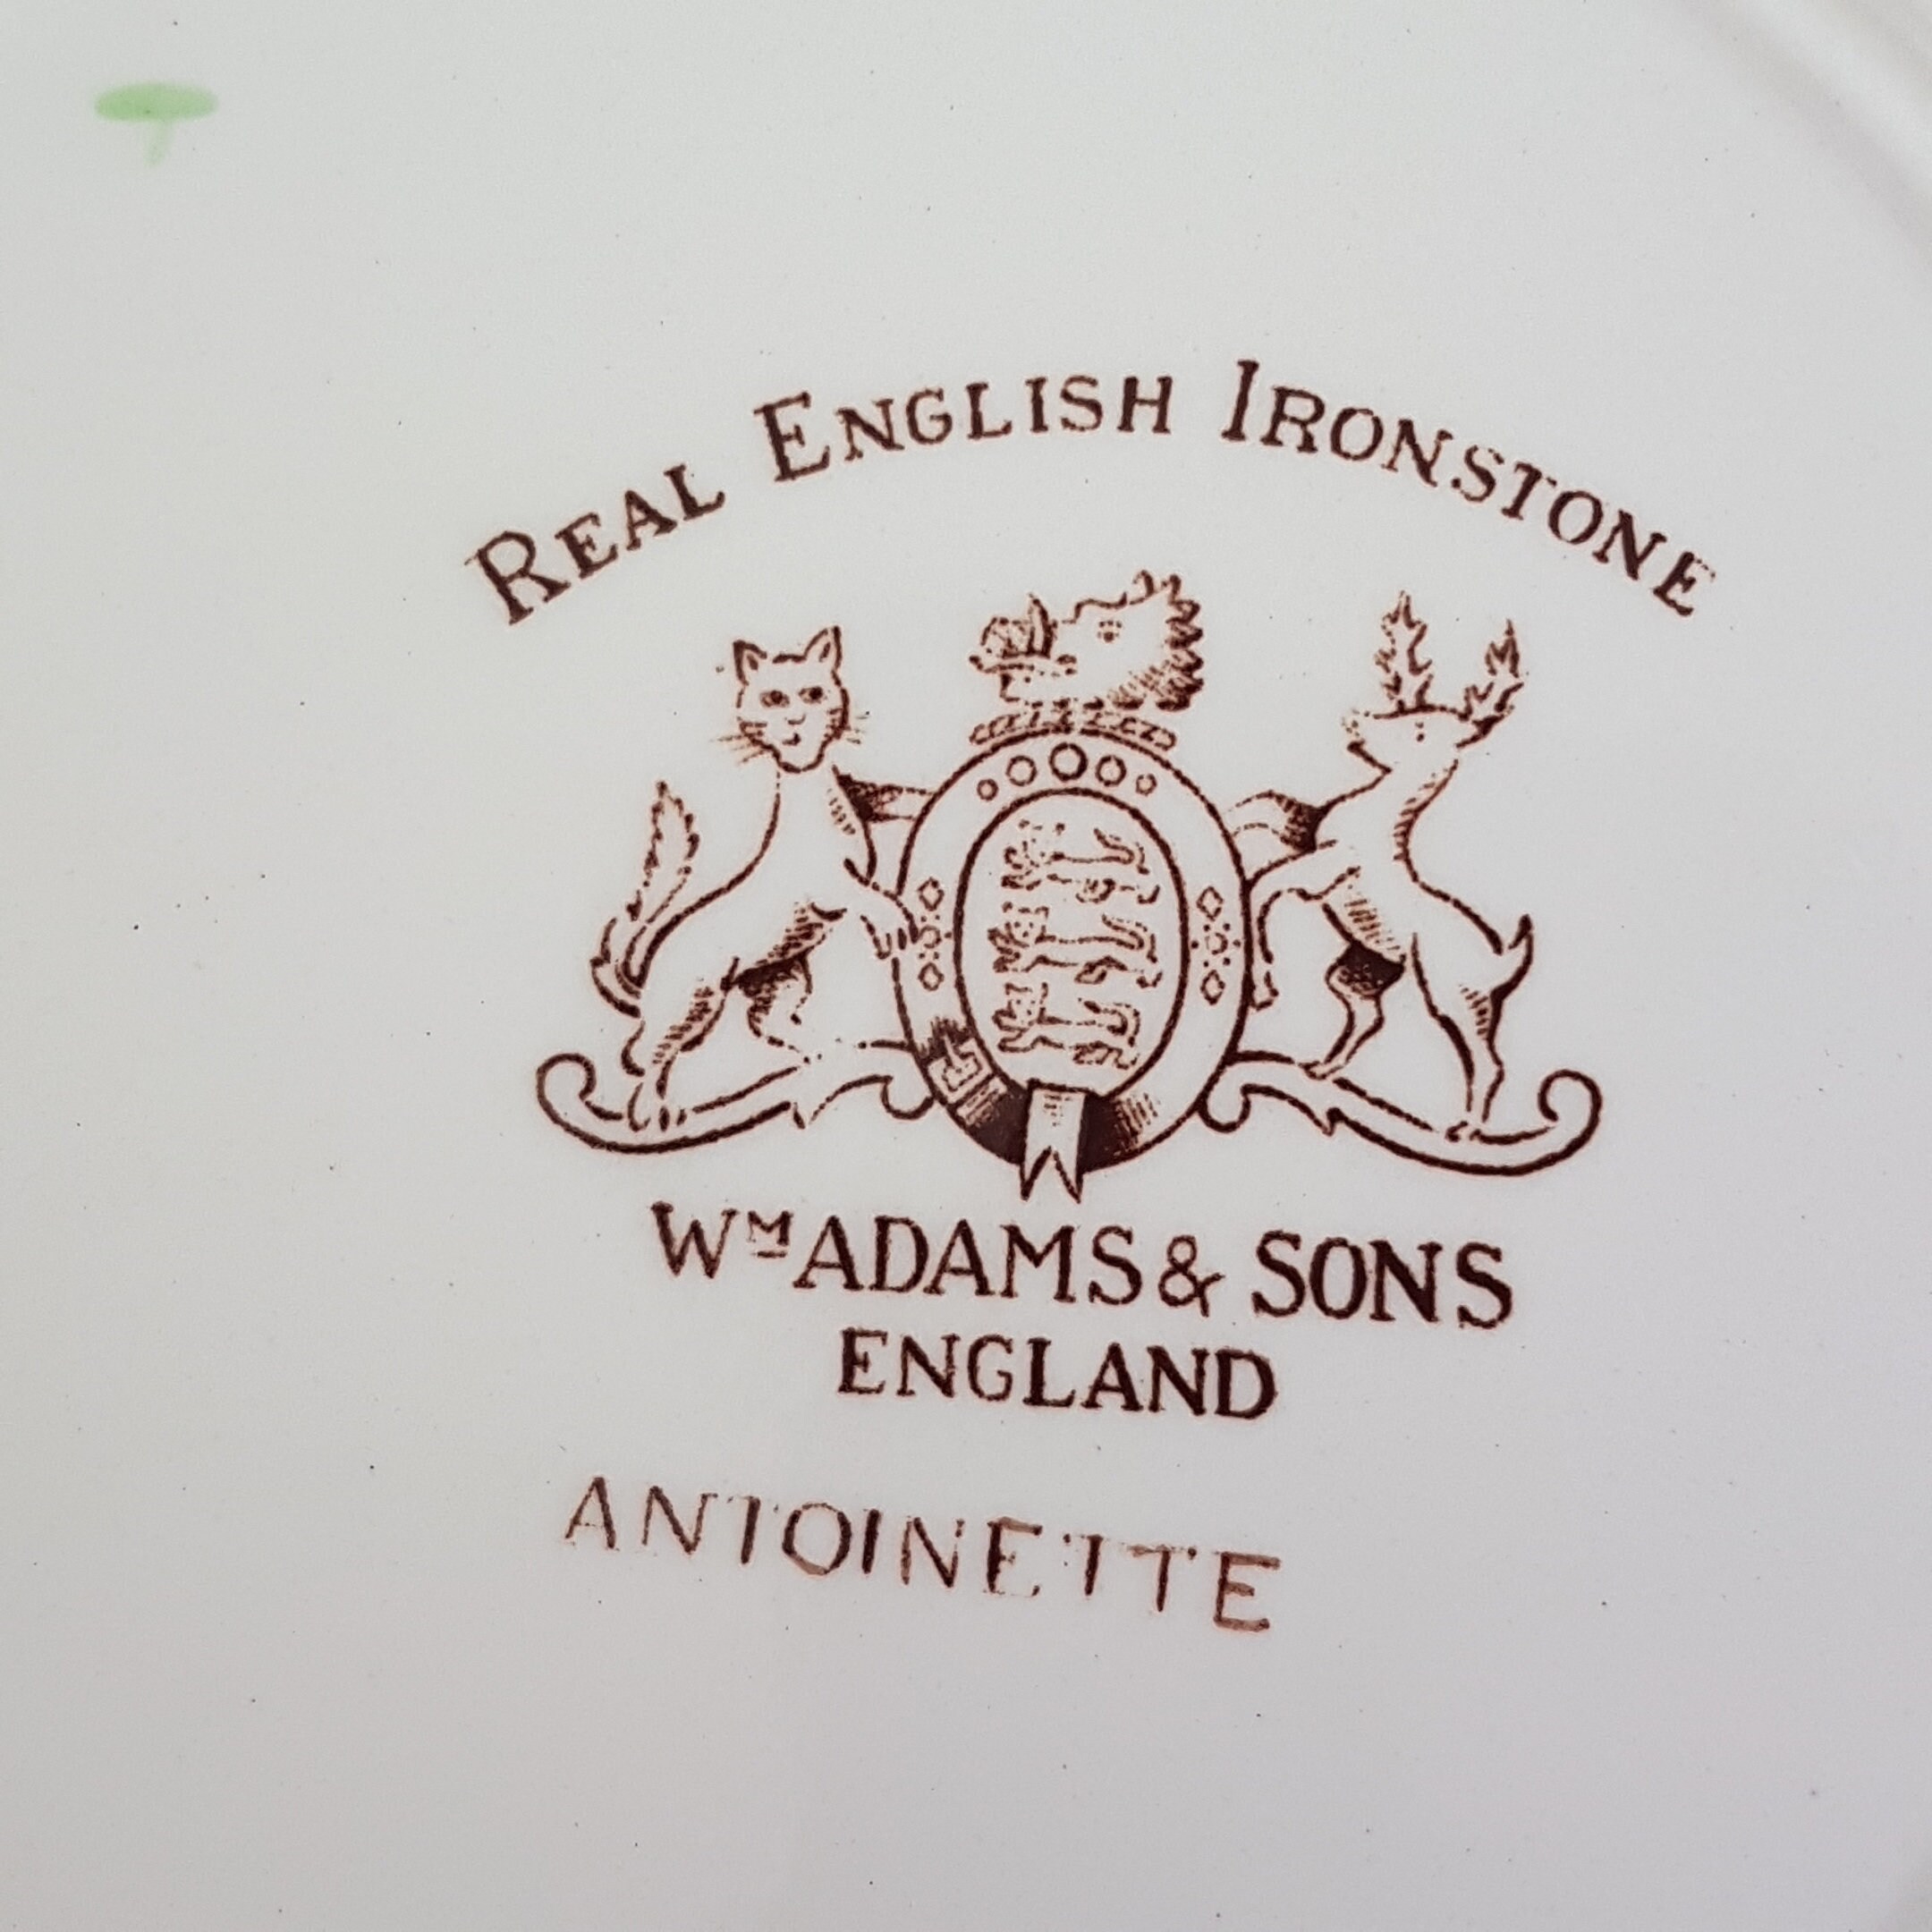 REAL ENGLISH IRONSTONE
Wᴹ ADAMS & SONS
ENGLAND
ANTOINETTE